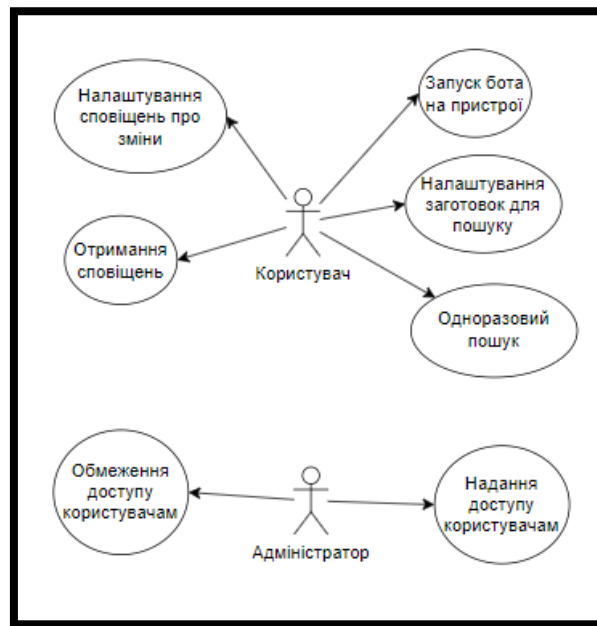 Налаштування
сповіщень про
зміни
Запуск бота
на пристрої
Налаштування
заготовок для
пошуку
Отримання
сповіщень
Користувач
Одноразовий
пошук
Обмеження
доступу
користувачам
Надання
доступу
користувачам
Адміністратор